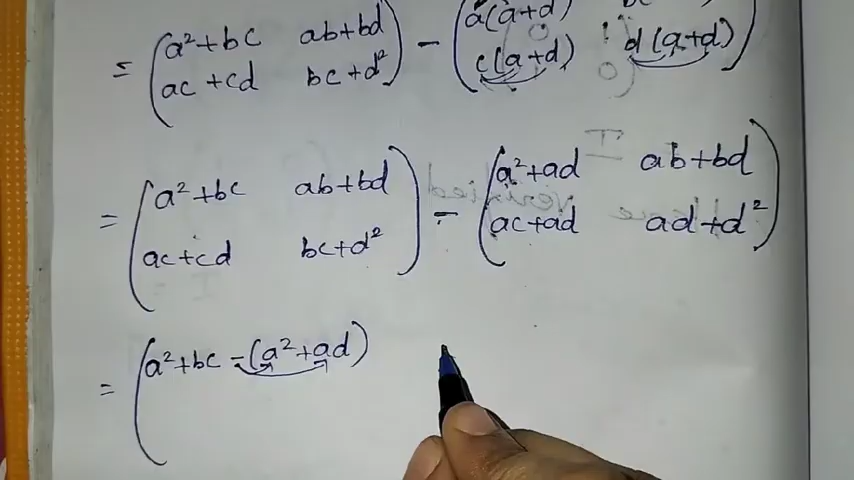 = (a²+bc ab+bd) - (a(a+d)
ac+cd bc+d²) c(a+d) d(a+d))
= (a²+bc ab+bd) - (a²+ad ab+bd)
(ac+cd bc+d²) (ac+ad ad+d²)
= (a²+bc -(a²+ad)